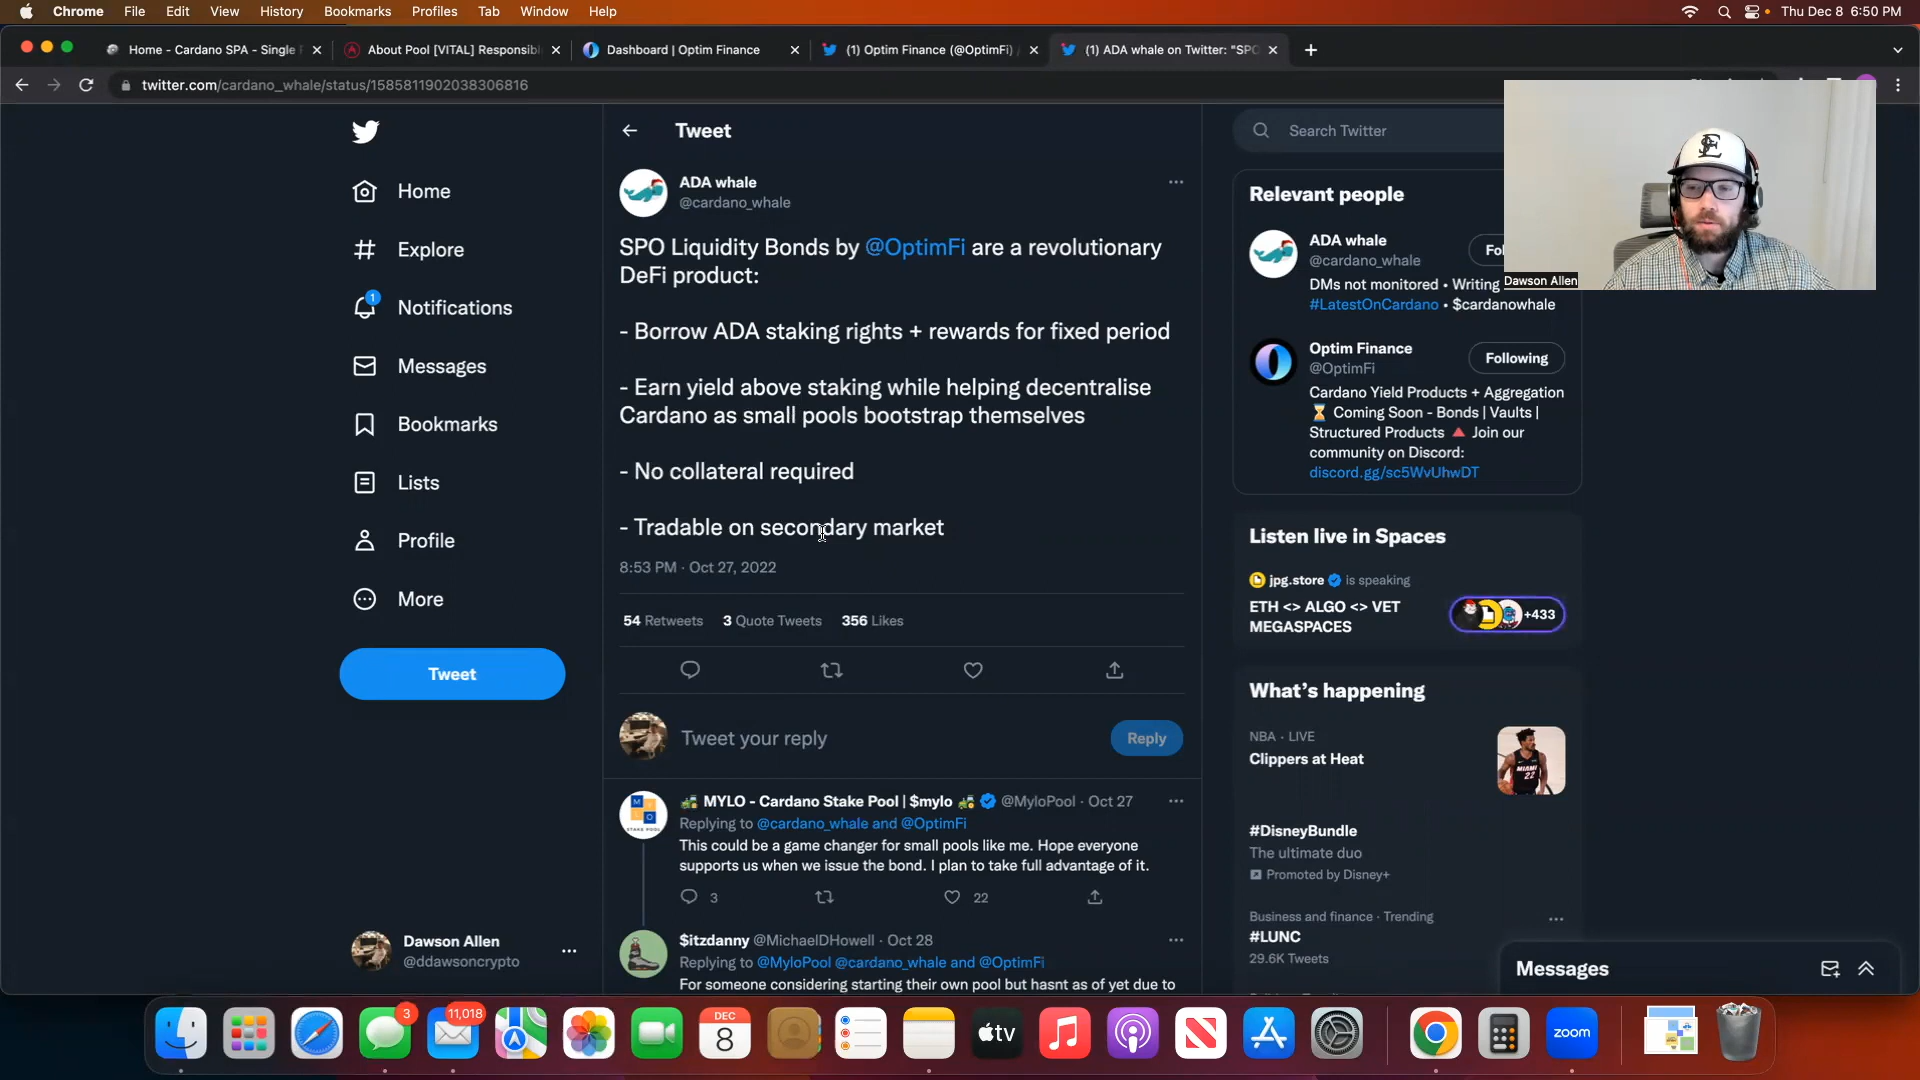 Chrome File Edit View History Bookmarks Profiles Tab Window Help
Thu Dec 8 6:50 PM
Home - Cardano SPA - Single
About Pool [VITAL] Responsibl
Dashboard | Optim Finance
(1) Optim Finance (@OptimFi)
(1) ADA whale on Twitter: "SPO
twitter.com/cardano_whale/status/1585811902038306816
Home
Explore
1
Notifications
Messages
Bookmarks
Lists
Profile
More
Tweet
Dawson Allen
@ddawsoncrypto
Tweet
ADA whale
@cardano_whale
SPO Liquidity Bonds by @OptimFi are a revolutionary
DeFi product:
- Borrow ADA staking rights + rewards for fixed period
- Earn yield above staking while helping decentralise
Cardano as small pools bootstrap themselves
- No collateral required
- Tradable on secondary market
8:53 PM · Oct 27, 2022
54 Retweets 3 Quote Tweets 356 Likes
Tweet your reply
Reply
MYLO - Cardano Stake Pool | $mylo @MyloPool · Oct 27
Replying to @cardano_whale and @OptimFi
This could be a game changer for small pools like me. Hope everyone
supports us when we issue the bond. I plan to take full advantage of it.
3 22
$itzdanny @MichaelDHowell · Oct 28
Replying to @MyloPool @cardano_whale and @OptimFi
For someone considering starting their own pool but hasnt as of yet due to
Search Twitter
Relevant people
ADA whale
@cardano_whale
DMs not monitored • Writing
#LatestOnCardano • $cardanowhale
Optim Finance
@OptimFi
Following
Cardano Yield Products + Aggregation
Coming Soon - Bonds | Vaults |
Structured Products 🔺 Join our
community on Discord:
discord.gg/sc5WvUhwDT
Dawson Allen
Listen live in Spaces
jpg.store is speaking
ETH <> ALGO <> VET
MEGASPACES
+433
What's happening
NBA · LIVE
Clippers at Heat
MIAMI
22
#DisneyBundle
The ultimate duo
Promoted by Disney+
Business and finance · Trending
#LUNC
29.6K Tweets
Messages
3
11,018
DEC
8
tv
zoom